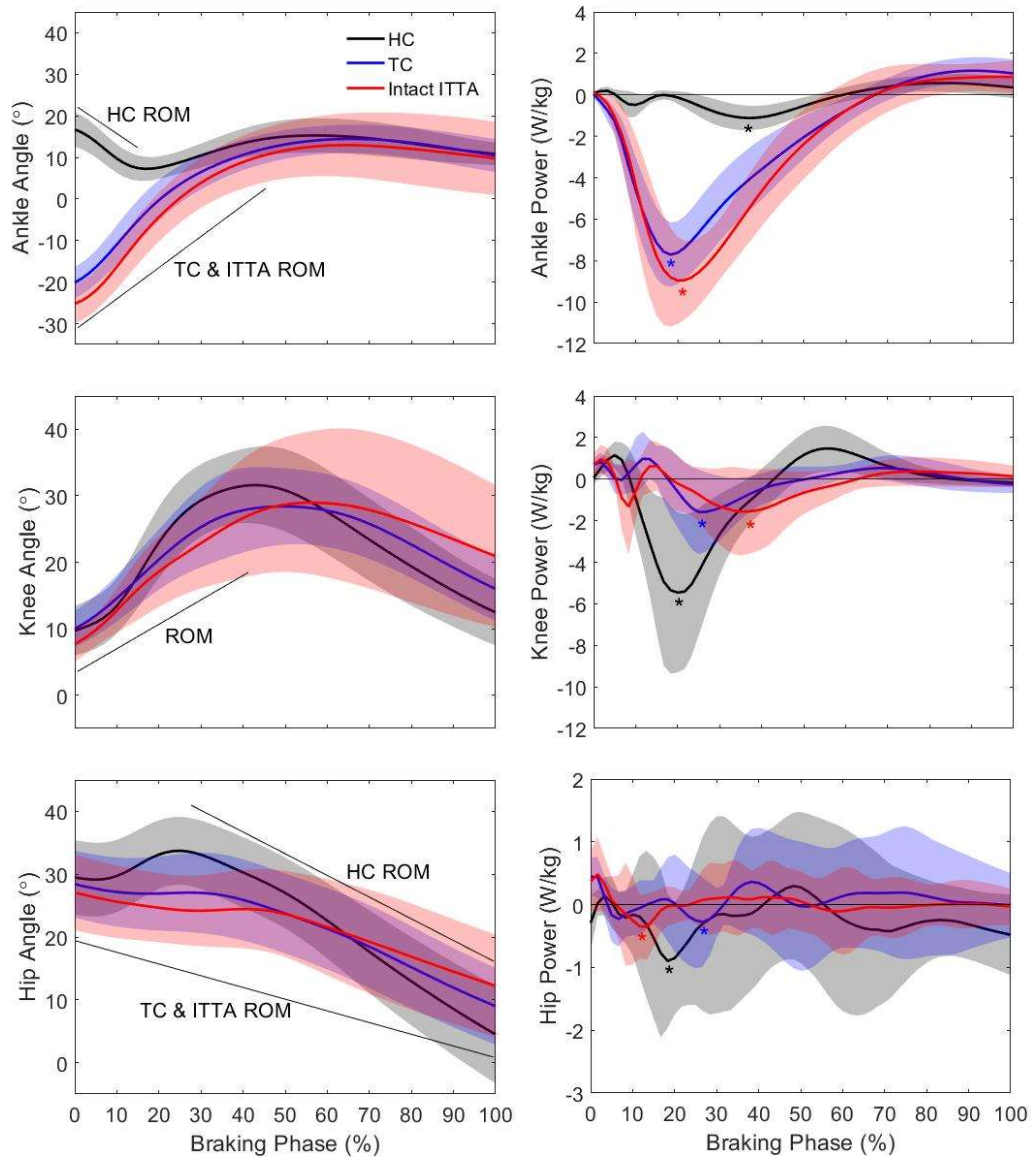 40
30
20
10
0
-10
-20
-30
Ankle Angle (°)
HC ROM
TC & ITTA ROM
HC
TC
Intact ITTA
4
2
0
-2
-4
-6
-8
-10
-12
Ankle Power (W/kg)
*
*
*
40
30
20
10
0
Knee Angle (°)
ROM
4
2
0
-2
-4
-6
-8
-10
-12
Knee Power (W/kg)
*
*
*
40
30
20
10
0
Hip Angle (°)
HC ROM
TC & ITTA ROM
0 10 20 30 40 50 60 70 80 90 100
Braking Phase (%)
2
1
0
-1
-2
-3
Hip Power (W/kg)
*
*
*
0 10 20 30 40 50 60 70 80 90 100
Braking Phase (%)